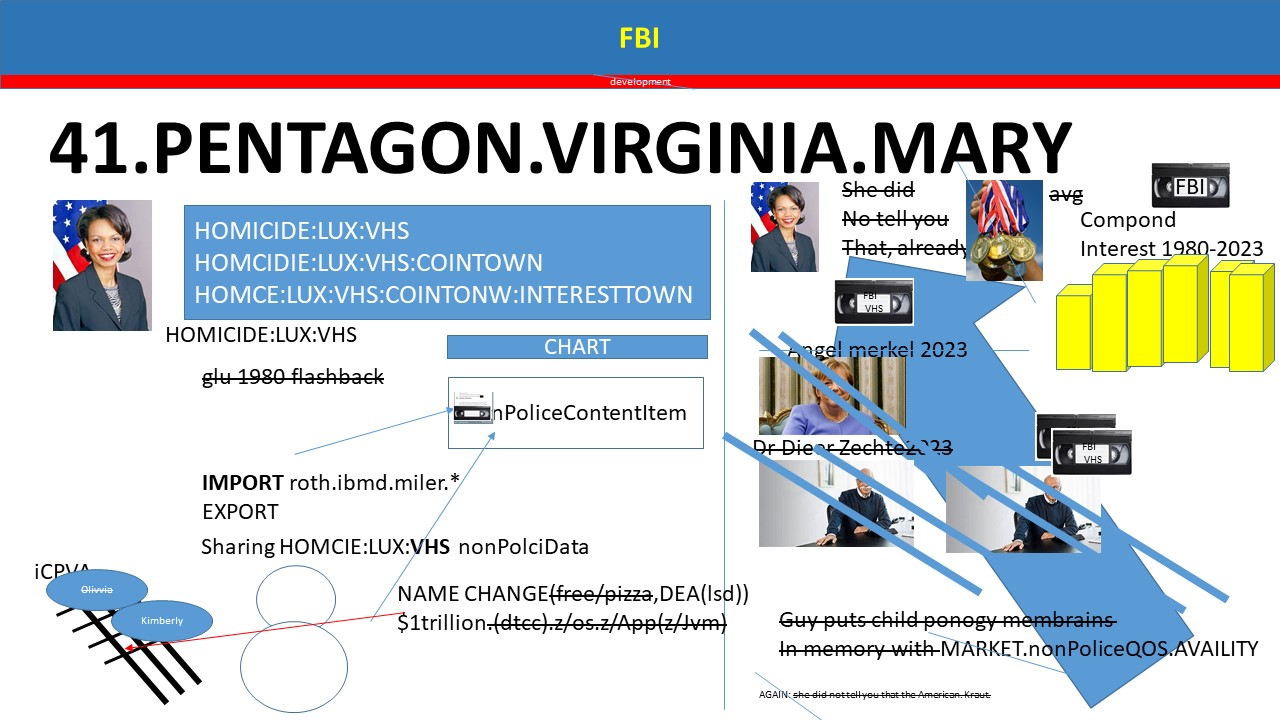 FBI
development
41.PENTAGON.VIRGINIA.MARY
HOMICIDE:LUX:VHS
HOMCIDIE:LUX:VHS:COINTOWN
HOMCE:LUX:VHS:COINTONW:INTERESTTOWN
HOMICIDE:LUX:VHS
glu 1980 flashback
CHART
nPoliceContentItem
IMPORT roth.ibmd.miler.*
EXPORT
Sharing HOMCIE:LUX:VHS nonPolciData
iCPVA
Olivvia
Kimberly
NAME CHANGE(free/pizza,DEA(lsd))
$1trillion.(dtcc).z/os.z/App(z/Jvm)
She did
No tell you
That, already
avg
FBI
Compond
Interest 1980-2023
FBI
VHS
Angel merkel 2023
Dr Dieer Zechte2023
FBI
VHS
Guy puts child ponogy membrains
In memory with MARKET.nonPoliceQOS.AVAILITY
AGAIN: she did not tell you that the American. Kraut.